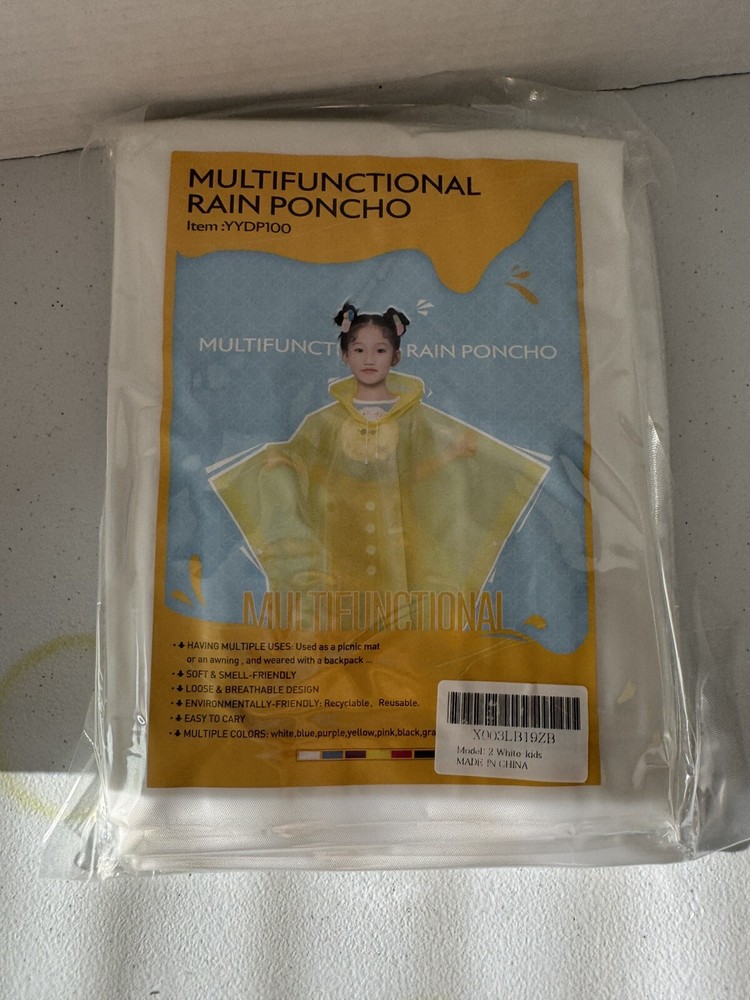 MULTIFUNCTIONAL
RAIN PONCHO
Item :YYDP100
MULTIFUNCT RAIN PONCHO
MULTIFUNCTIONAL
HAVING MULTIPLE USES: Used as a picnic mat
or an awning , and weared with a backpack ...
SOFT & SMELL-FRIENDLY
LOOSE & BREATHABLE DESIGN
ENVIRONMENTALLY-FRIENDLY: Recyclable, Reusable.
EASY TO CARY
MULTIPLE COLORS: white,blue,purple,yellow,pink,black,gra
X003LB19ZB
Model: 2 White kids
MADE IN CHINA